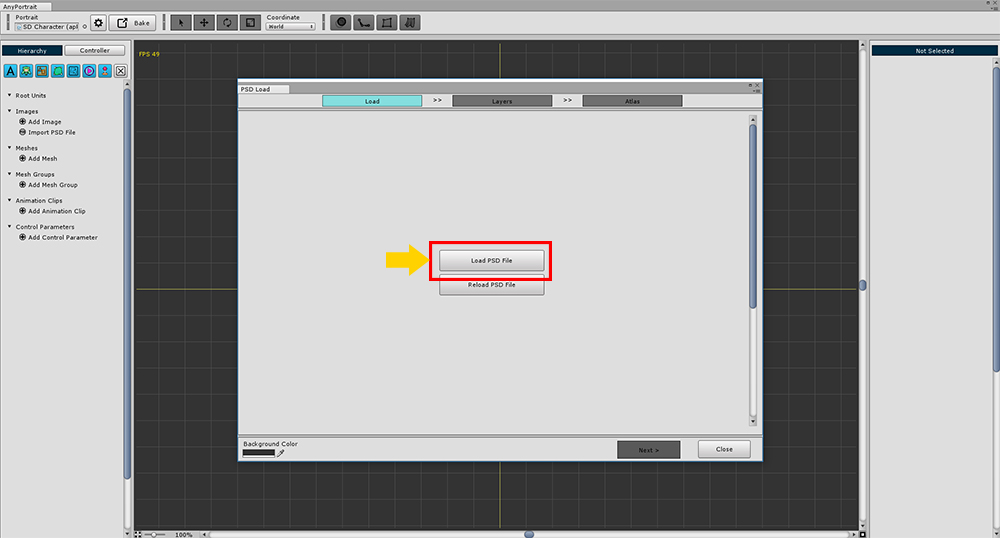 AnyPortrait
Portrait
SD Character (apl
Bake
Coordinate
World
Hierarchy
Controller
Not Selected
FPS 49
Root Units
Images
Add Image
Import PSD File
Meshes
Add Mesh
Mesh Groups
Add Mesh Group
Animation Clips
Add Animation Clip
Control Parameters
Add Control Parameter
PSD Load
Load >> Layers >> Atlas
Load PSD File
Reload PSD File
Background Color
Next >
Close
100%